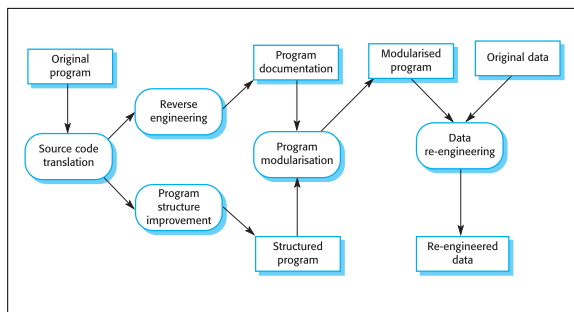 Original
program
Reverse
engineering
Source code
translation
Program
structure
improvement
Program
documentation
Program
modularisation
Structured
program
Modularised
program
Original data
Data
re-engineering
Re-engineered
data